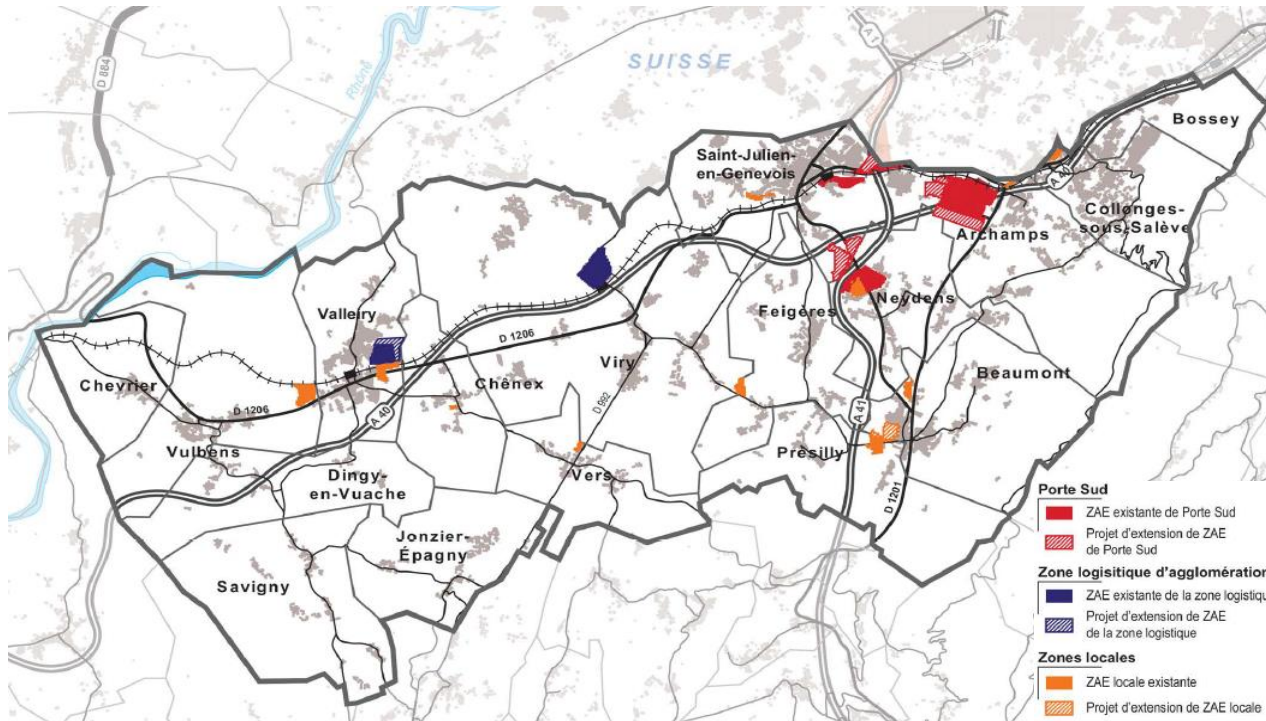 D 884
Rhône
SUISSE
A 1
Bossey
Saint-Julien-
en-Genevois
A 40
Collonges-
sous-Salève
Archamps
Valleiry
Feigères
Neydens
D 1206
Viry
Beaumont
Chevrier
Chênex
D 1206
A 40
D 992
A 41
Vulbens
Vers
Présilly
Dingy-
en-Vuache
D 1201
Jonzier-
Épagny
Savigny
Porte Sud
ZAE existante de Porte Sud
Projet d'extension de ZAE
de Porte Sud
Zone logisitique d'agglomération
ZAE existante de la zone logistiqu
Projet d'extension de ZAE
de la zone logistique
Zones locales
ZAE locale existante
Projet d'extension de ZAE locale